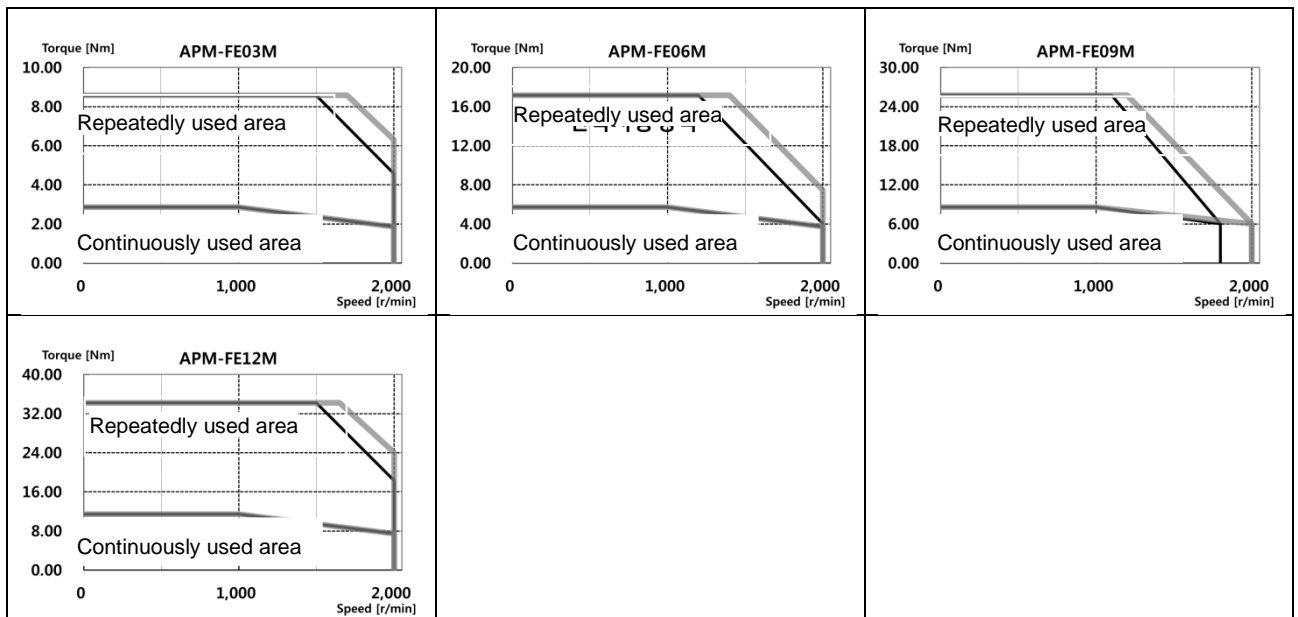 Torque [Nm] APM-FE03M
10.00
8.00
Repeatedly used area
6.00
4.00
2.00
Continuously used area
0.00
0 1,000 2,000
Speed [r/min]
Torque [Nm] APM-FE06M
20.00
16.00
Repeatedly used area
12.00
8.00
4.00
Continuously used area
0.00
0 1,000 2,000
Speed [r/min]
Torque [Nm] APM-FE09M
30.00
24.00
Repeatedly used area
18.00
12.00
6.00
Continuously used area
0.00
0 1,000 2,000
Speed [r/min]
Torque [Nm] APM-FE12M
40.00
32.00
Repeatedly used area
24.00
16.00
8.00
Continuously used area
0.00
0 1,000 2,000
Speed [r/min]